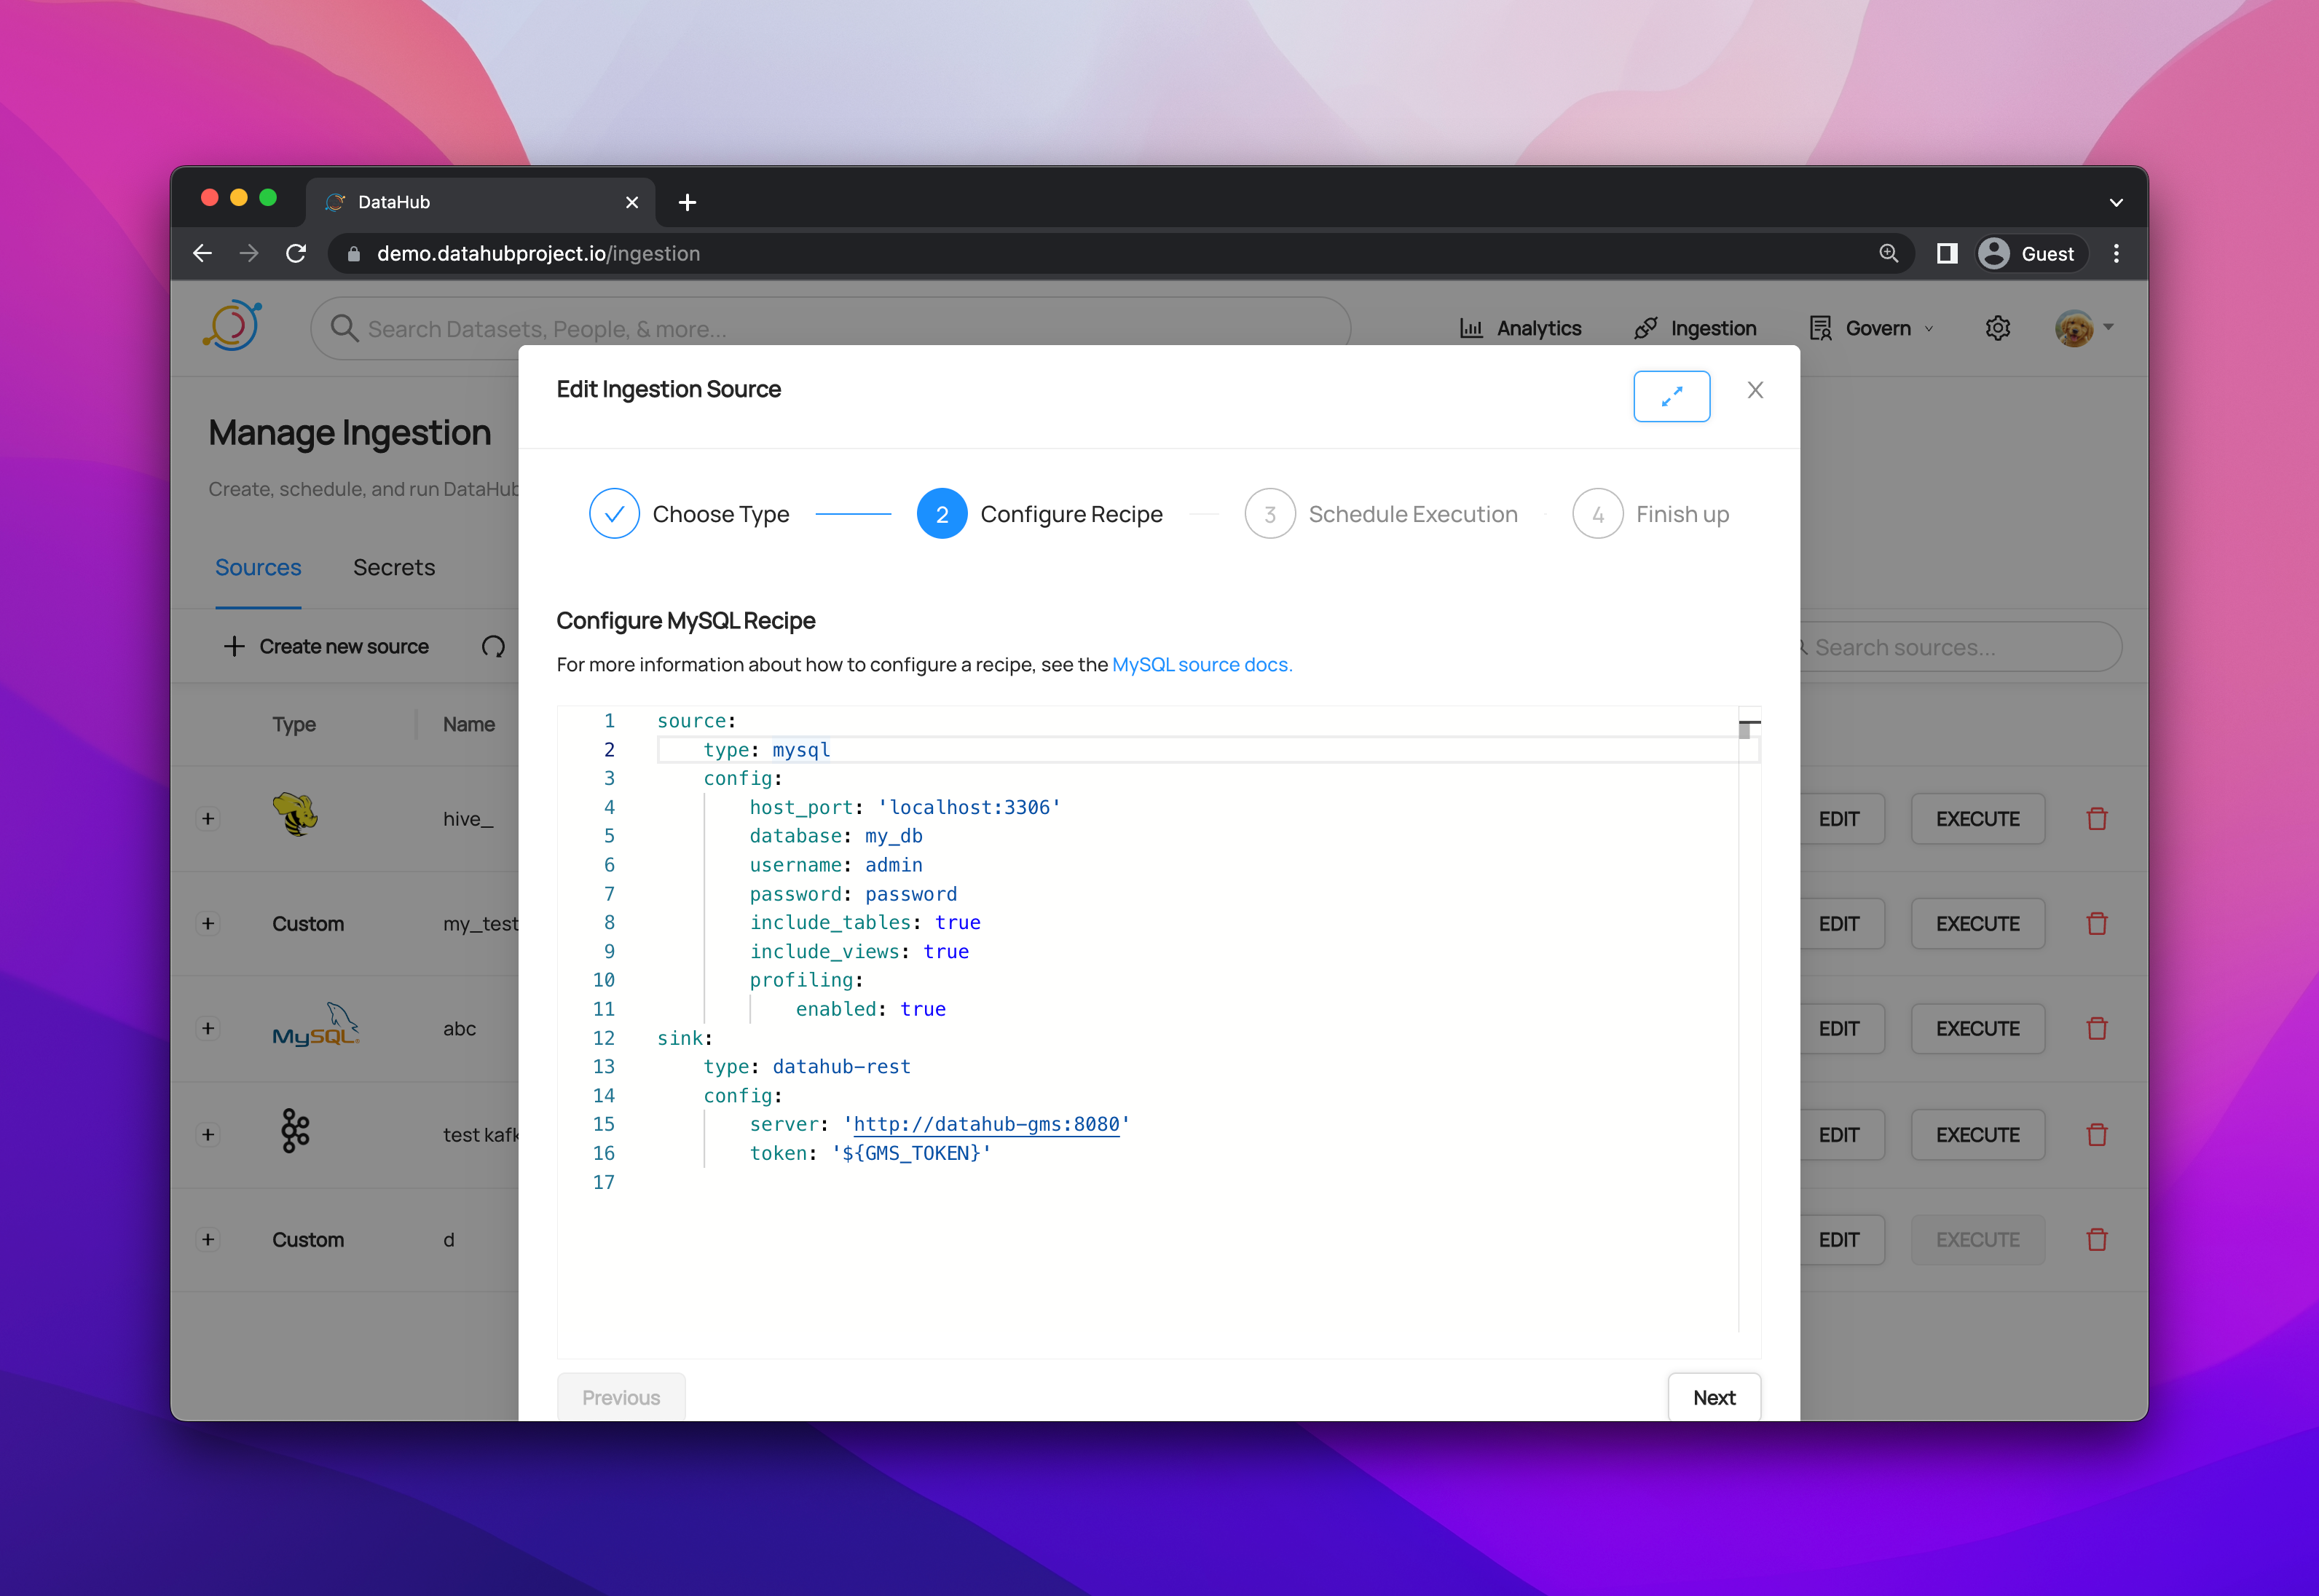 DataHub
demo.datahubproject.io/ingestion
Guest
Search Datasets, People, & more...
Analytics
Ingestion
Govern
Manage Ingestion
Create, schedule, and run DataHub
Sources
Secrets
Create new source
Search sources...
Type
Name
hive_
EDIT
EXECUTE
Custom
my_test
EDIT
EXECUTE
MySQL
abc
EDIT
EXECUTE
test kafk
EDIT
EXECUTE
Custom
d
EDIT
EXECUTE
Edit Ingestion Source
Choose Type
2 Configure Recipe
3 Schedule Execution
4 Finish up
Configure MySQL Recipe
For more information about how to configure a recipe, see the MySQL source docs.
1 source:
2 type: mysql
3 config:
4 host_port: 'localhost:3306'
5 database: my_db
6 username: admin
7 password: password
8 include_tables: true
9 include_views: true
10 profiling:
11 enabled: true
12 sink:
13 type: datahub-rest
14 config:
15 server: 'http://datahub-gms:8080'
16 token: '${GMS_TOKEN}'
17
Previous
Next